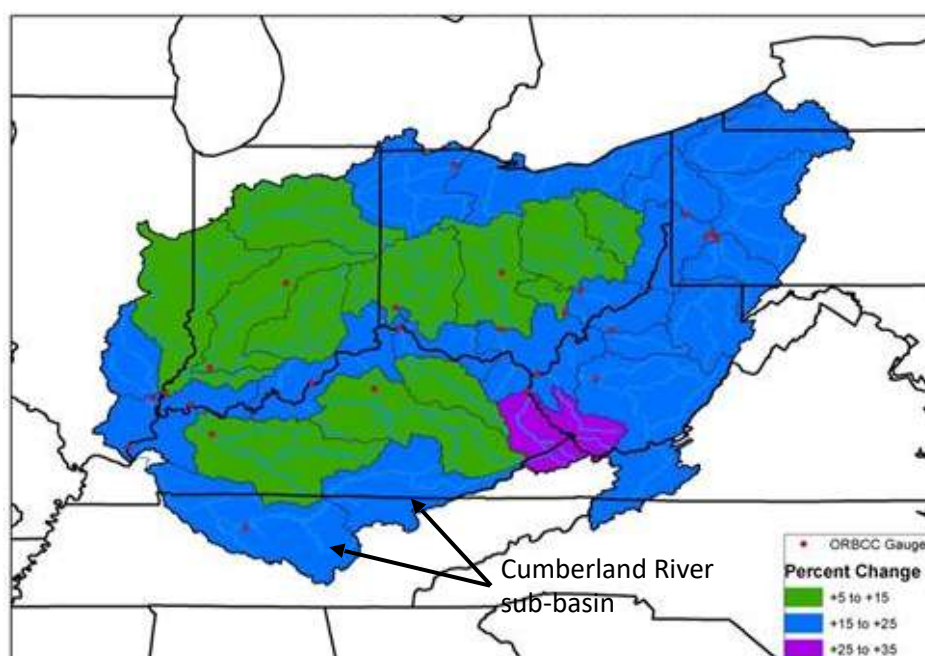 Cumberland River
sub-basin
ORBCC Gauge
Percent Change
+5 to +15
+15 to +25
+25 to +35